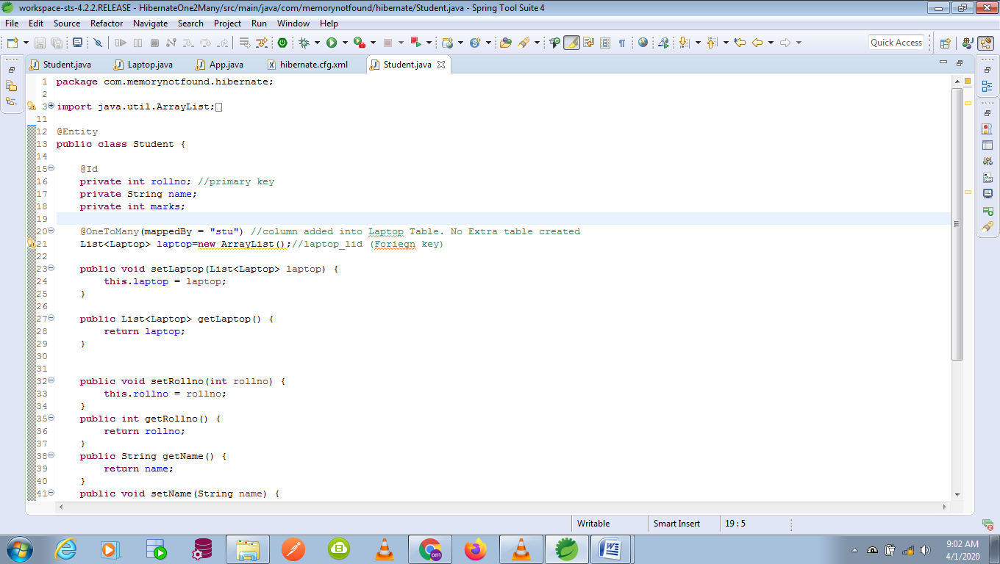 workspace-sts-4.2.2.RELEASE - HibernateOne2Many/src/main/java/com/memorynotfound/hibernate/Student.java - Spring Tool Suite 4
File Edit Source Refactor Navigate Search Project Run Window Help
Quick Access
Student.java Laptop.java App.java hibernate.cfg.xml Student.java
1 package com.memorynotfound.hibernate;
2
3 import java.util.ArrayList;
11
12 @Entity
13 public class Student {
14
15 @Id
16 private int rollno; //primary key
17 private String name;
18 private int marks;
19
20 @OneToMany(mappedBy = "stu") //column added into Laptop Table. No Extra table created
21 List<Laptop> laptop=new ArrayList();//laptop_lid (Foriegn key)
22
23 public void setLaptop(List<Laptop> laptop) {
24 this.laptop = laptop;
25 }
26
27 public List<Laptop> getLaptop() {
28 return laptop;
29 }
30
31
32 public void setRollno(int rollno) {
33 this.rollno = rollno;
34 }
35 public int getRollno() {
36 return rollno;
37 }
38 public String getName() {
39 return name;
40 }
41 public void setName(String name) {
Writable Smart Insert 19 : 5
om
9:02 AM
4/1/2020